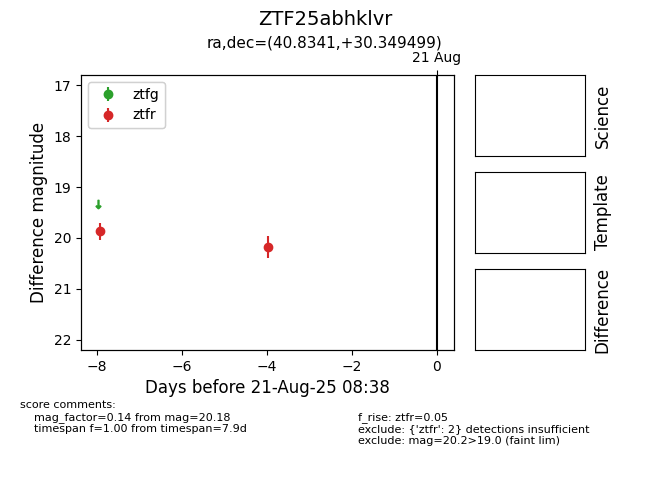 ZTF25abhklvr
ra,dec=(40.8341,+30.349499)
21 Aug
ztfg
ztfr
17
18
19
20
21
22
Difference magnitude
−8
−6
−4
−2
0
Days before 21-Aug-25 08:38
Science
Template
Difference
score comments:
mag_factor=0.14 from mag=20.18
timespan f=1.00 from timespan=7.9d
f_rise: ztfr=0.05
exclude: {'ztfr': 2} detections insufficient
exclude: mag=20.2>19.0 (faint lim)